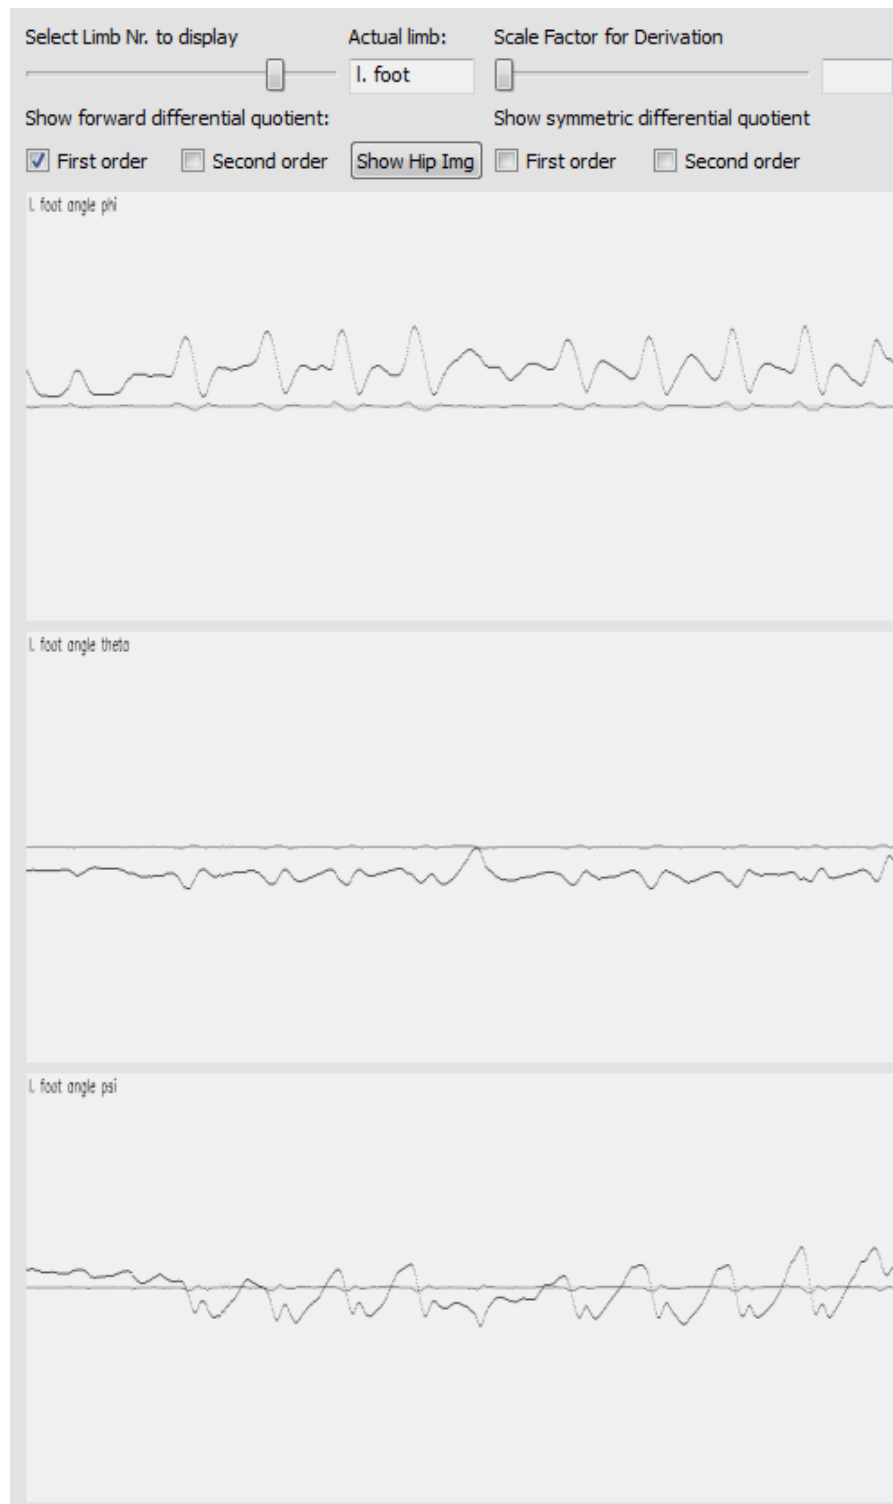 Select Limb Nr. to display Actual limb: Scale Factor for Derivation
l. foot
Show forward differential quotient: Show symmetric differential quotient
First order Second order Show Hip Img First order Second order
l. foot angle phi
l. foot angle theta
l. foot angle psi